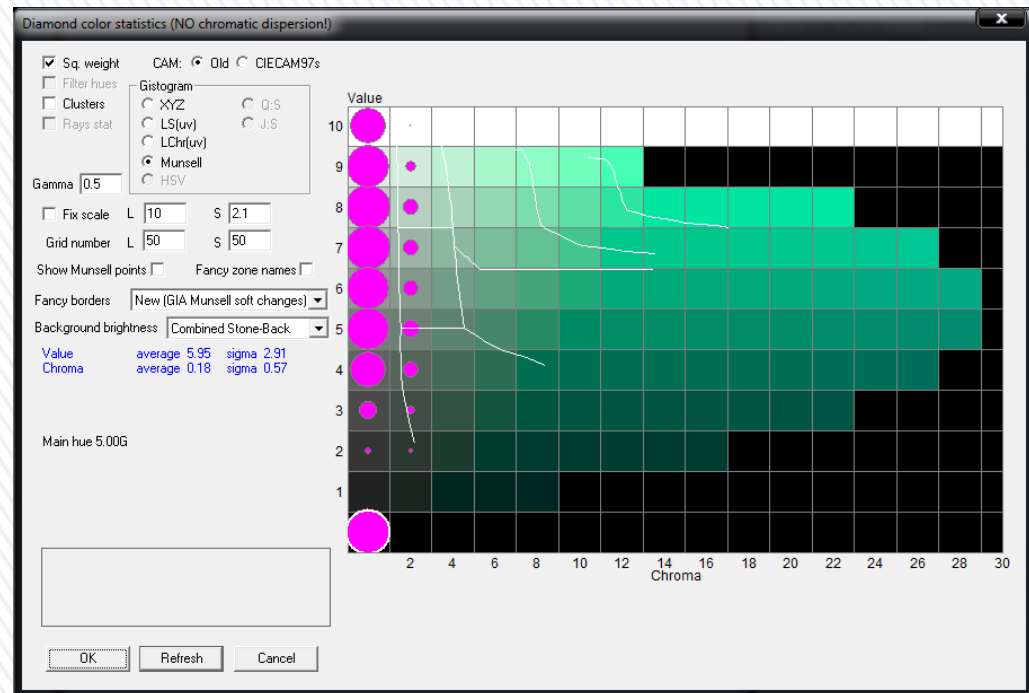 Diamond color statistics (NO chromatic dispersion!)
x
Sq. weight CAM: Old CIECAM97s
Filter hues
Gistogram
Clusters XYZ Q:S
Rays stat LS(uv) J:S
LChr(uv)
Munsell
Gamma 0.5 HSV
Fix scale L 10 S 2.1
Grid number L 50 S 50
Show Munsell points Fancy zone names
Fancy borders New (GIA Munsell soft changes)
Background brightness Combined Stone-Back
Value average 5.95 sigma 2.91
Chroma average 0.18 sigma 0.57
Main hue 5.00G
OK Refresh Cancel
Value
10
9
8
7
6
5
4
3
2
1
2 4 6 8 10 12 14 16 18 20 22 24 26 28 30
Chroma